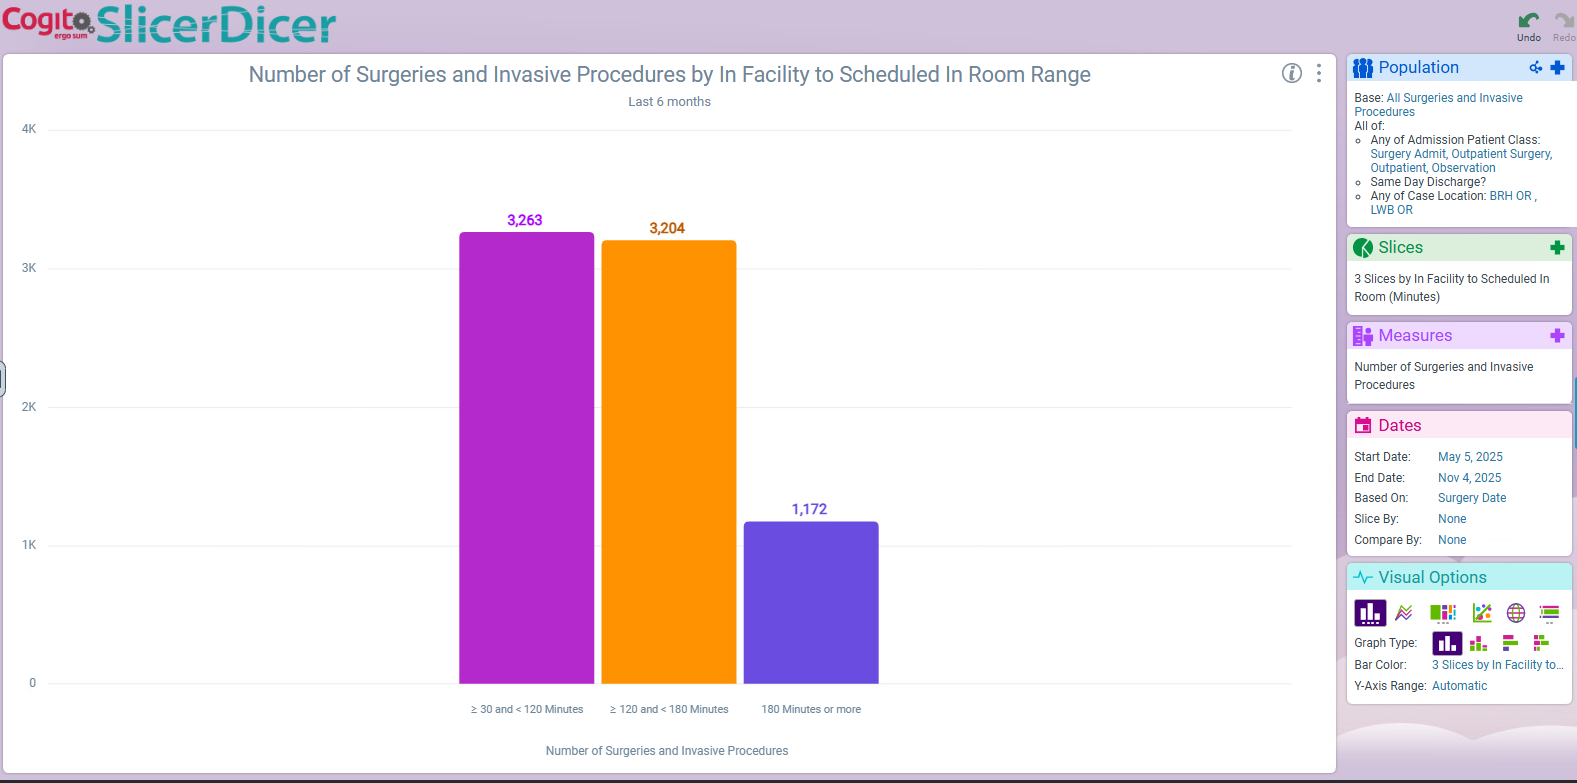 Cogito
ergo sum
SlicerDicer
Undo
Redo
Number of Surgeries and Invasive Procedures by In Facility to Scheduled In Room Range
Last 6 months
4K
3K
2K
1K
0
3,263
3,204
1,172
≥ 30 and < 120 Minutes
≥ 120 and < 180 Minutes
180 Minutes or more
Number of Surgeries and Invasive Procedures
Population
Base: All Surgeries and Invasive
Procedures
All of:
Any of Admission Patient Class:
Surgery Admit, Outpatient Surgery,
Outpatient, Observation
Same Day Discharge?
Any of Case Location: BRH OR ,
LWB OR
Slices
3 Slices by In Facility to Scheduled In
Room (Minutes)
Measures
Number of Surgeries and Invasive
Procedures
Dates
Start Date: May 5, 2025
End Date: Nov 4, 2025
Based On: Surgery Date
Slice By: None
Compare By: None
Visual Options
Graph Type:
Bar Color: 3 Slices by In Facility to...
Y-Axis Range: Automatic